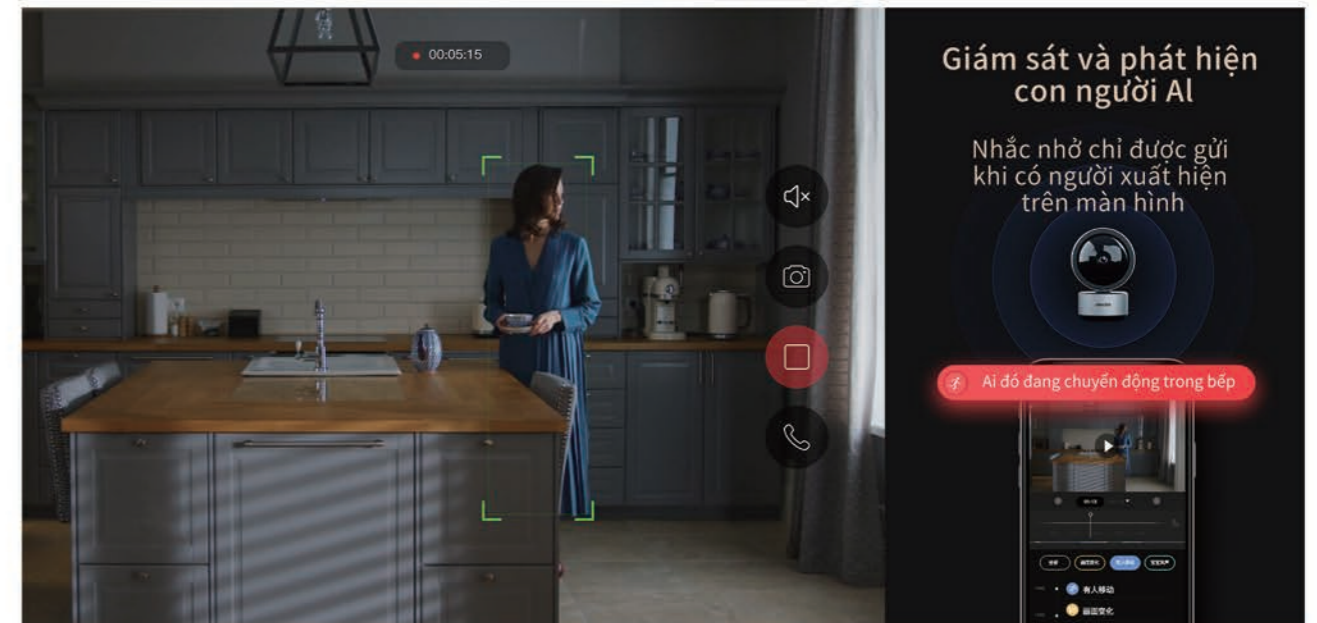 00:05:15
Giám sát và phát hiện
con người AI
Nhắc nhở chỉ được gửi
khi có người xuất hiện
trên màn hình
Ai đó đang chuyển động trong bếp
有人移动
画面变化